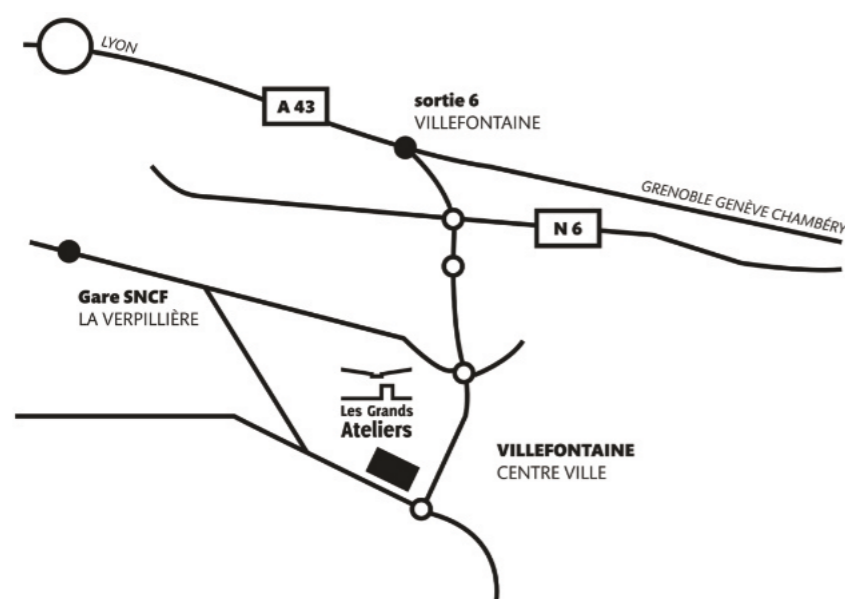 LYON
A 43
sortie 6
VILLEFONTAINE
GRENOBLE GENÈVE CHAMBÉRY
N 6
Gare SNCF
LA VERPILLIÈRE
Les Grands
Ateliers
VILLEFONTAINE
CENTRE VILLE